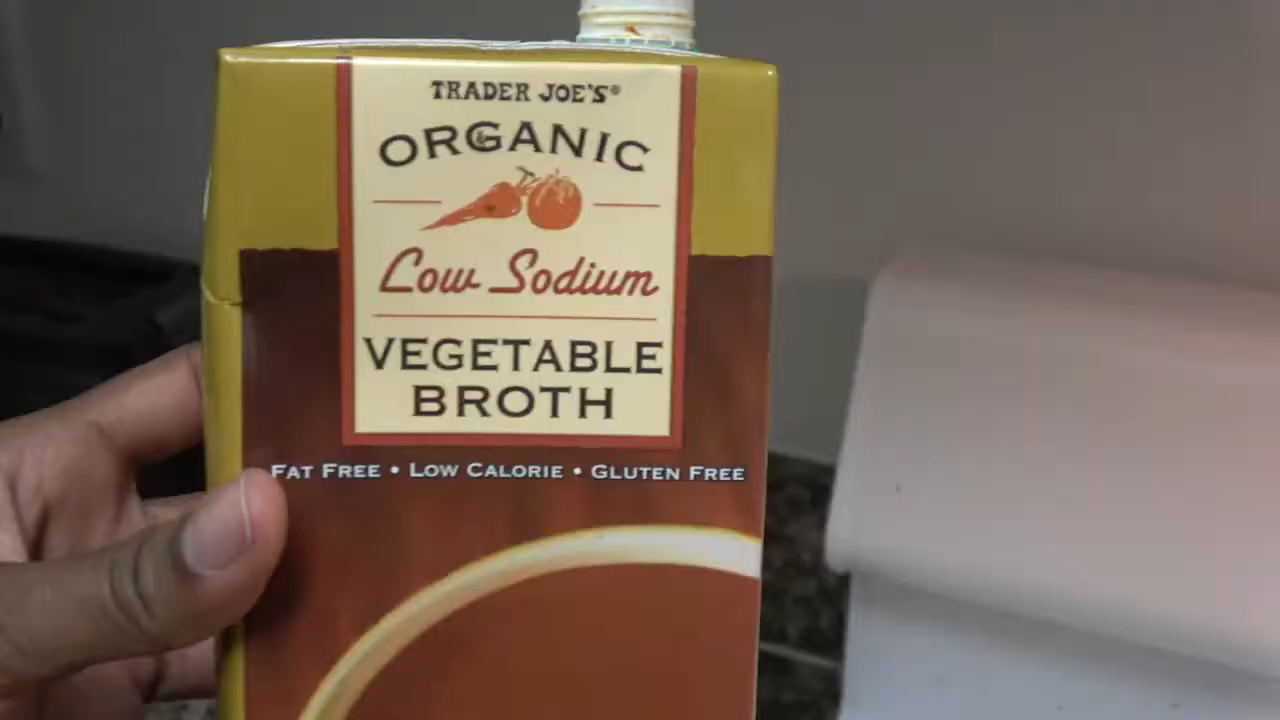 TRADER JOE'S®
ORGANIC
Low Sodium
VEGETABLE
BROTH
FAT FREE • LOW CALORIE • GLUTEN FREE